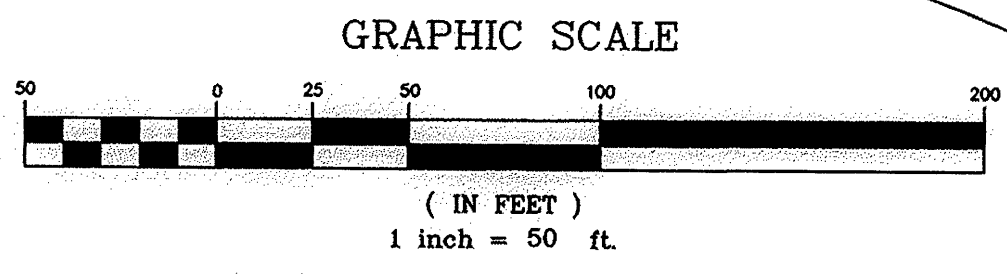 GRAPHIC SCALE
50 0 25 50 100 200
( IN FEET )
1 inch = 50 ft.